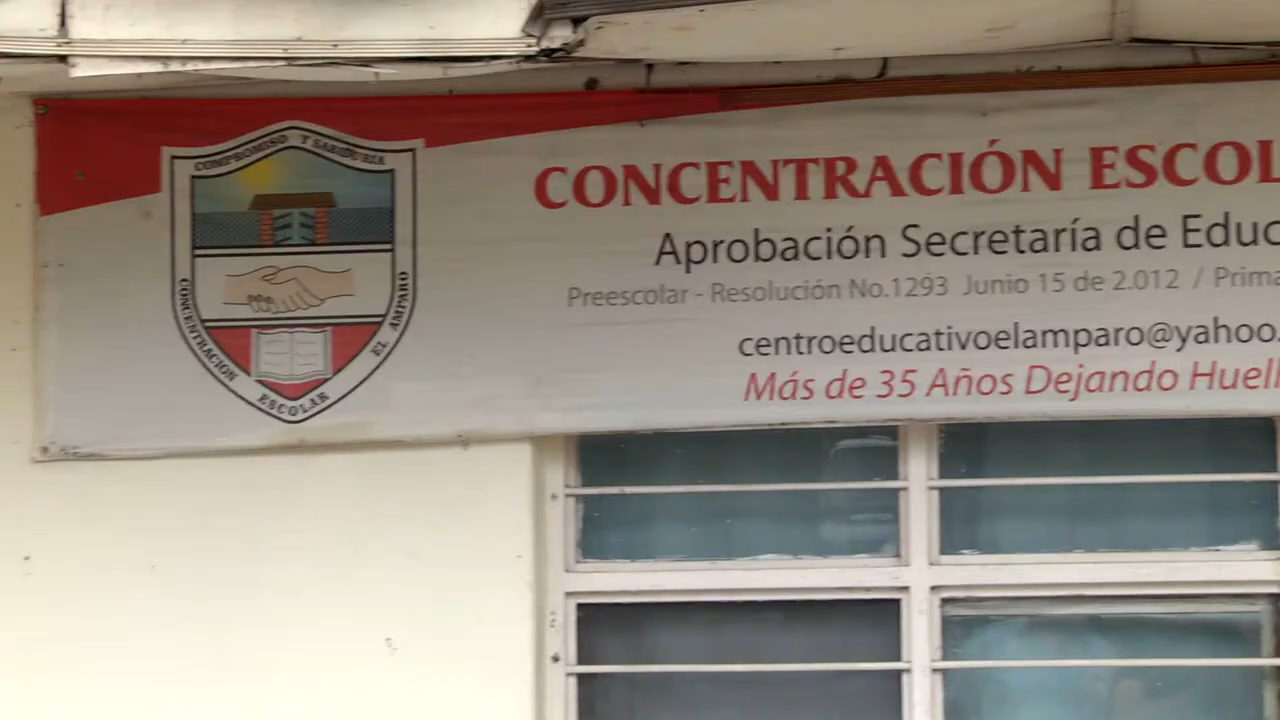 COMPROMISO Y SABIDURIA
CONCENTRACION ESCOLAR EL AMPARO
CONCENTRACIÓN ESCOL
Aprobación Secretaría de Educ
Preescolar - Resolución No.1293 Junio 15 de 2.012 / Prima
centroeducativoelamparo@yahoo.
Más de 35 Años Dejando Huell